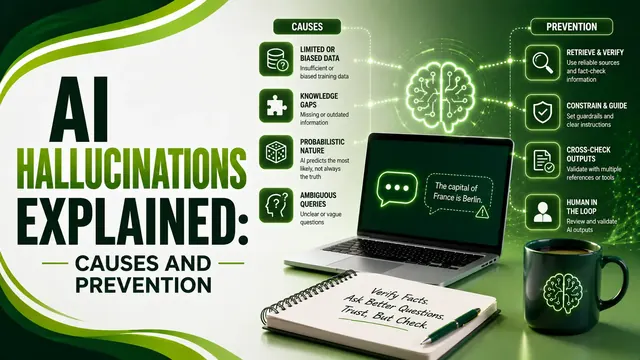 AI
HALLUCINATIONS
EXPLAINED:
CAUSES AND
PREVENTION
CAUSES
LIMITED OR
BIASED DATA
Insufficient or
biased training data
KNOWLEDGE
GAPS
Missing or outdated
information
PROBABILISTIC
NATURE
AI predicts the most
likely, not always
the truth
AMBIGUOUS
QUERIES
Unclear or vague
questions
PREVENTION
RETRIEVE & VERIFY
Use reliable sources
and fact-check
information
CONSTRAIN & GUIDE
Set guardrails and
clear instructions
CROSS-CHECK
OUTPUTS
Validate with multiple
references or tools
HUMAN IN
THE LOOP
Review and validate
AI outputs
The capital of
France is Berlin.
Verify Facts.
Ask Better Questions.
Trust, But Check.